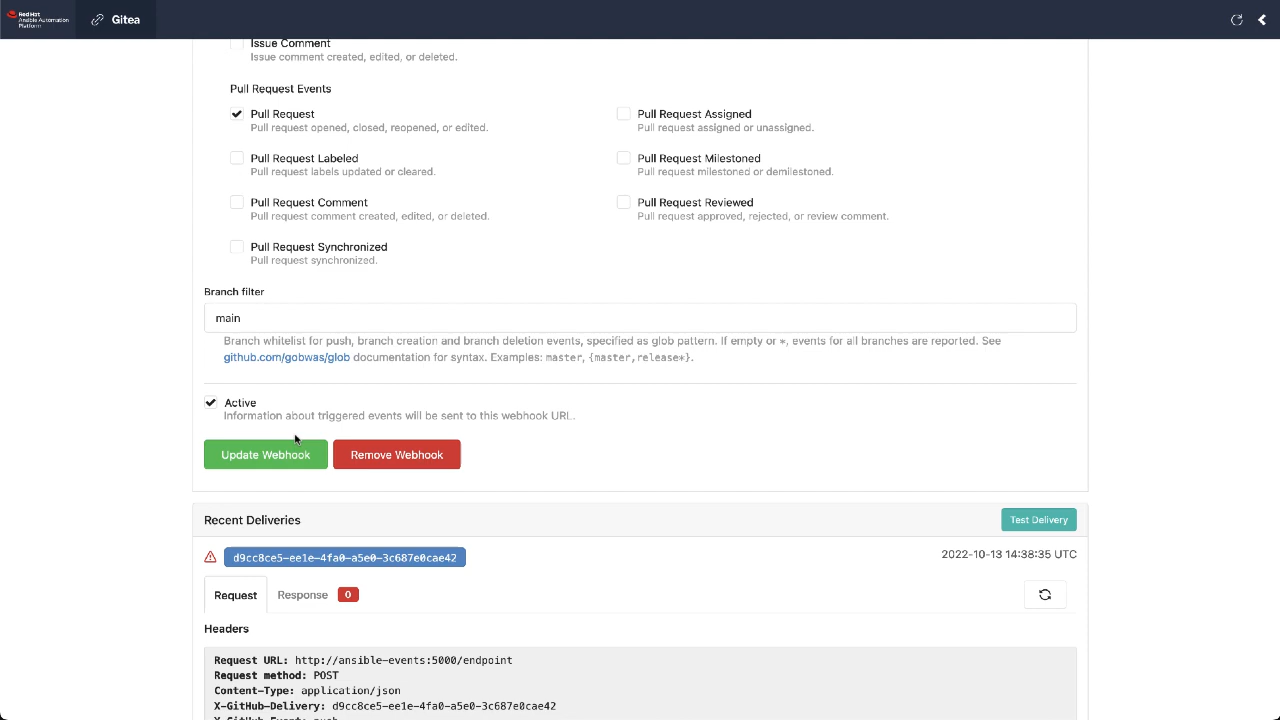 Red Hat
Ansible Automation
Platform
Gitea
Issue Comment
Issue comment created, edited, or deleted.
Pull Request Events
Pull Request
Pull request opened, closed, reopened, or edited.
Pull Request Assigned
Pull request assigned or unassigned.
Pull Request Labeled
Pull request labels updated or cleared.
Pull Request Milestoned
Pull request milestoned or demilestoned.
Pull Request Comment
Pull request comment created, edited, or deleted.
Pull Request Reviewed
Pull request approved, rejected, or review comment.
Pull Request Synchronized
Pull request synchronized.
Branch filter
main
Branch whitelist for push, branch creation and branch deletion events, specified as glob pattern. If empty or *, events for all branches are reported. See
github.com/gobwas/glob documentation for syntax. Examples: master, {master,release*}.
Active
Information about triggered events will be sent to this webhook URL.
Update Webhook
Remove Webhook
Recent Deliveries
Test Delivery
d9cc8ce5-ee1e-4fa0-a5e0-3c687e0cae42
2022-10-13 14:38:35 UTC
Request
Response 0
Headers
Request URL: http://ansible-events:5000/endpoint
Request method: POST
Content-Type: application/json
X-GitHub-Delivery: d9cc8ce5-ee1e-4fa0-a5e0-3c687e0cae42
X-GitHub-Event: push